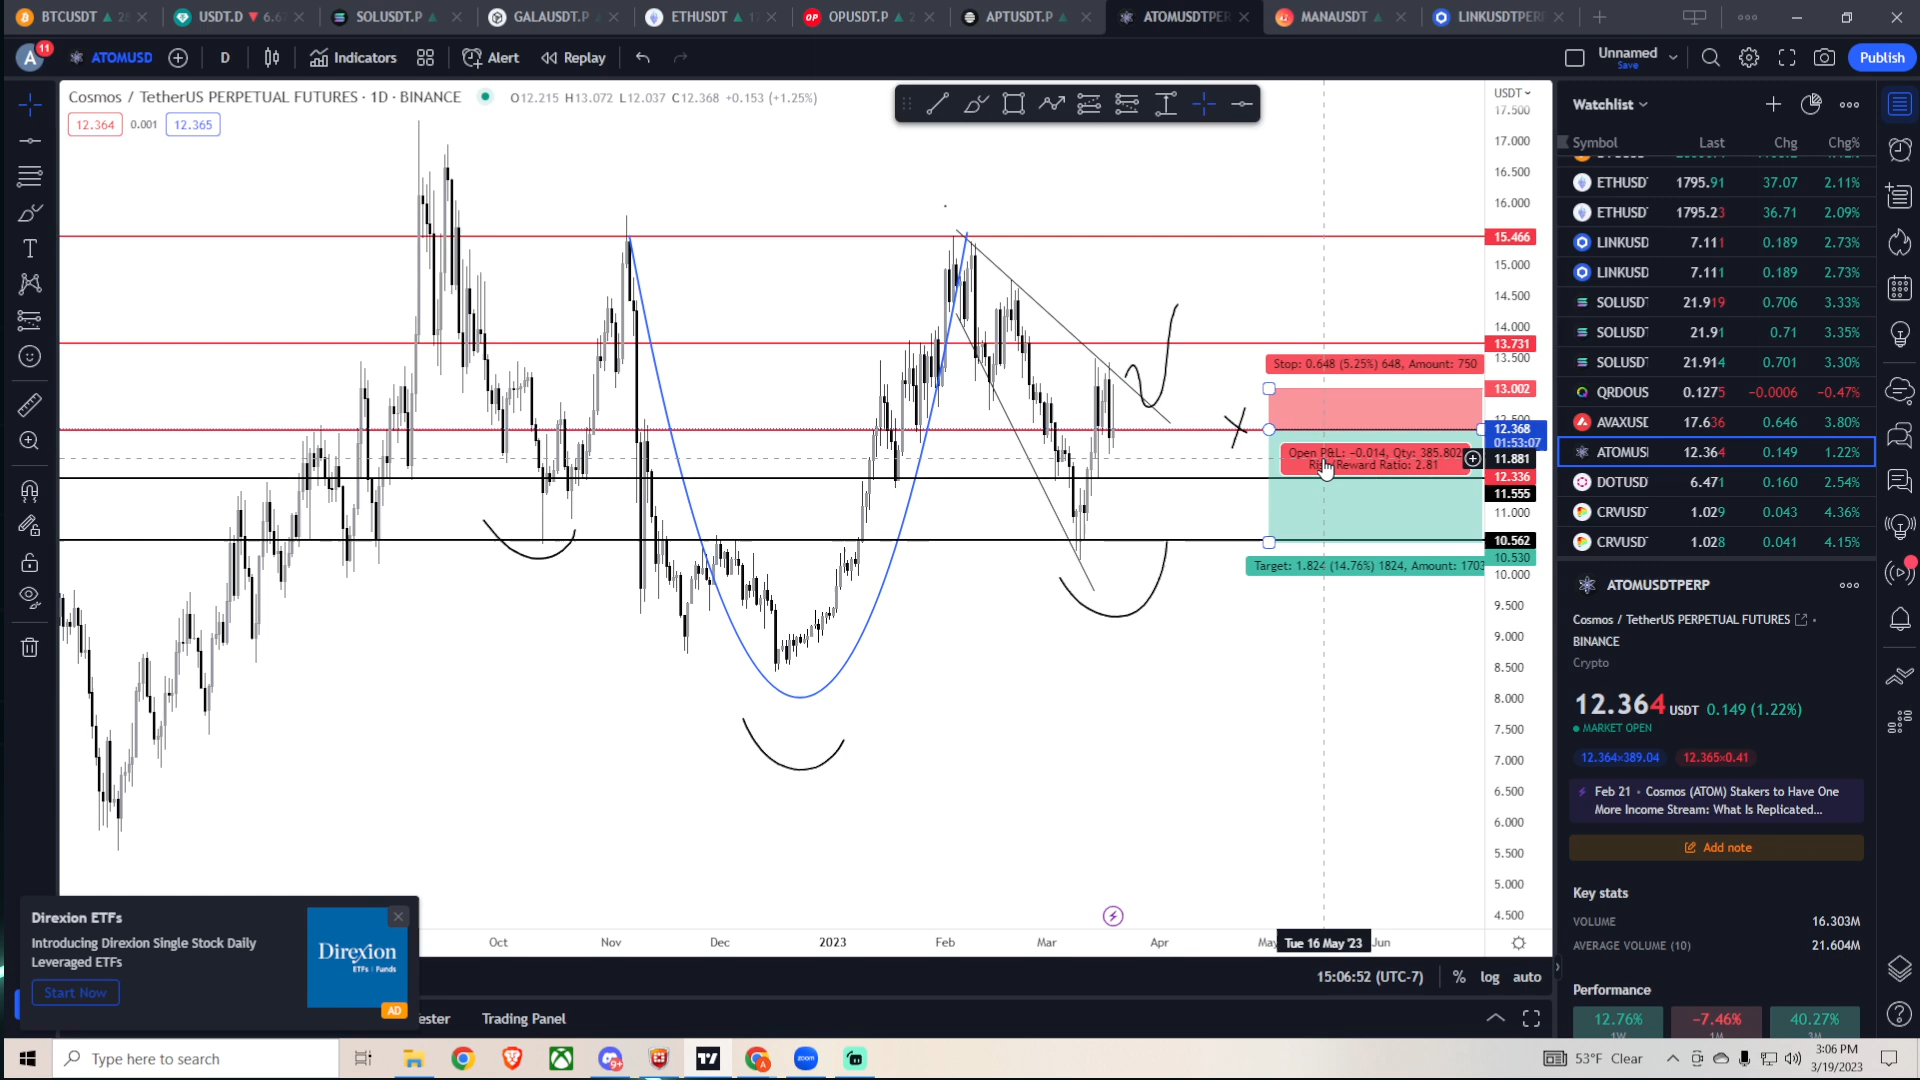 BTCUSDT
USDT.D
SOLUSDT.P
GALAUSDT.P
ETHUSDT
OP OPUSDT.P
APTUSDT.P
ATOMUSDTPER
MANAUSDT
LINKUSDTPER
A 11
ATOMUSD
D
Indicators
Alert
Replay
Unnamed
Save
Publish
Cosmos / TetherUS PERPETUAL FUTURES · 1D · BINANCE
O12.215 H13.072 L12.037 C12.368 +0.153 (+1.25%)
12.364 0.001 12.365
USDT
17.500
17.000
16.500
16.000
15.466
15.000
14.500
14.000
13.731
13.500
Stop: 0.648 (5.25%) 648, Amount: 750
13.002
12.500
12.368
01:53:07
Open P&L: -0.014, Qty: 385.802
Risk/Reward Ratio: 2.81
11.881
12.336
11.555
11.000
10.562
10.530
Target: 1.824 (14.76%) 1824, Amount: 1703
10.000
9.500
9.000
8.500
8.000
7.500
7.000
6.500
6.000
5.500
5.000
4.500
Oct
Nov
Dec
2023
Feb
Mar
Apr
May
Tue 16 May '23
Jun
15:06:52 (UTC-7)
%
log
auto
ester
Trading Panel
Direxion ETFs
Introducing Direxion Single Stock Daily
Leveraged ETFs
Start Now
Direxion
ETFs | Funds
AD
Watchlist
Symbol Last Chg Chg%
ETHUSD 1795.91 37.07 2.11%
ETHUSD 1795.23 36.71 2.09%
LINKUSD 7.111 0.189 2.73%
LINKUSD 7.111 0.189 2.73%
SOLUSDT 21.919 0.706 3.33%
SOLUSDT 21.91 0.71 3.35%
SOLUSDT 21.914 0.701 3.30%
QRDOUS 0.1275 -0.0006 -0.47%
AVAXUSD 17.636 0.646 3.80%
ATOMUS 12.364 0.149 1.22%
DOTUSD 6.471 0.160 2.54%
CRVUSD 1.029 0.043 4.36%
CRVUSD 1.028 0.041 4.15%
ATOMUSDTPERP
Cosmos / TetherUS PERPETUAL FUTURES
BINANCE
Crypto
12.364 USDT 0.149 (1.22%)
MARKET OPEN
12.364×389.04 12.365×0.41
Feb 21 · Cosmos (ATOM) Stakers to Have One
More Income Stream: What Is Replicated...
Add note
Key stats
VOLUME 16.303M
AVERAGE VOLUME (10) 21.604M
Performance
12.76% -7.46% 40.27%
Type here to search
zoom
53°F Clear
3:06 PM
3/19/2023